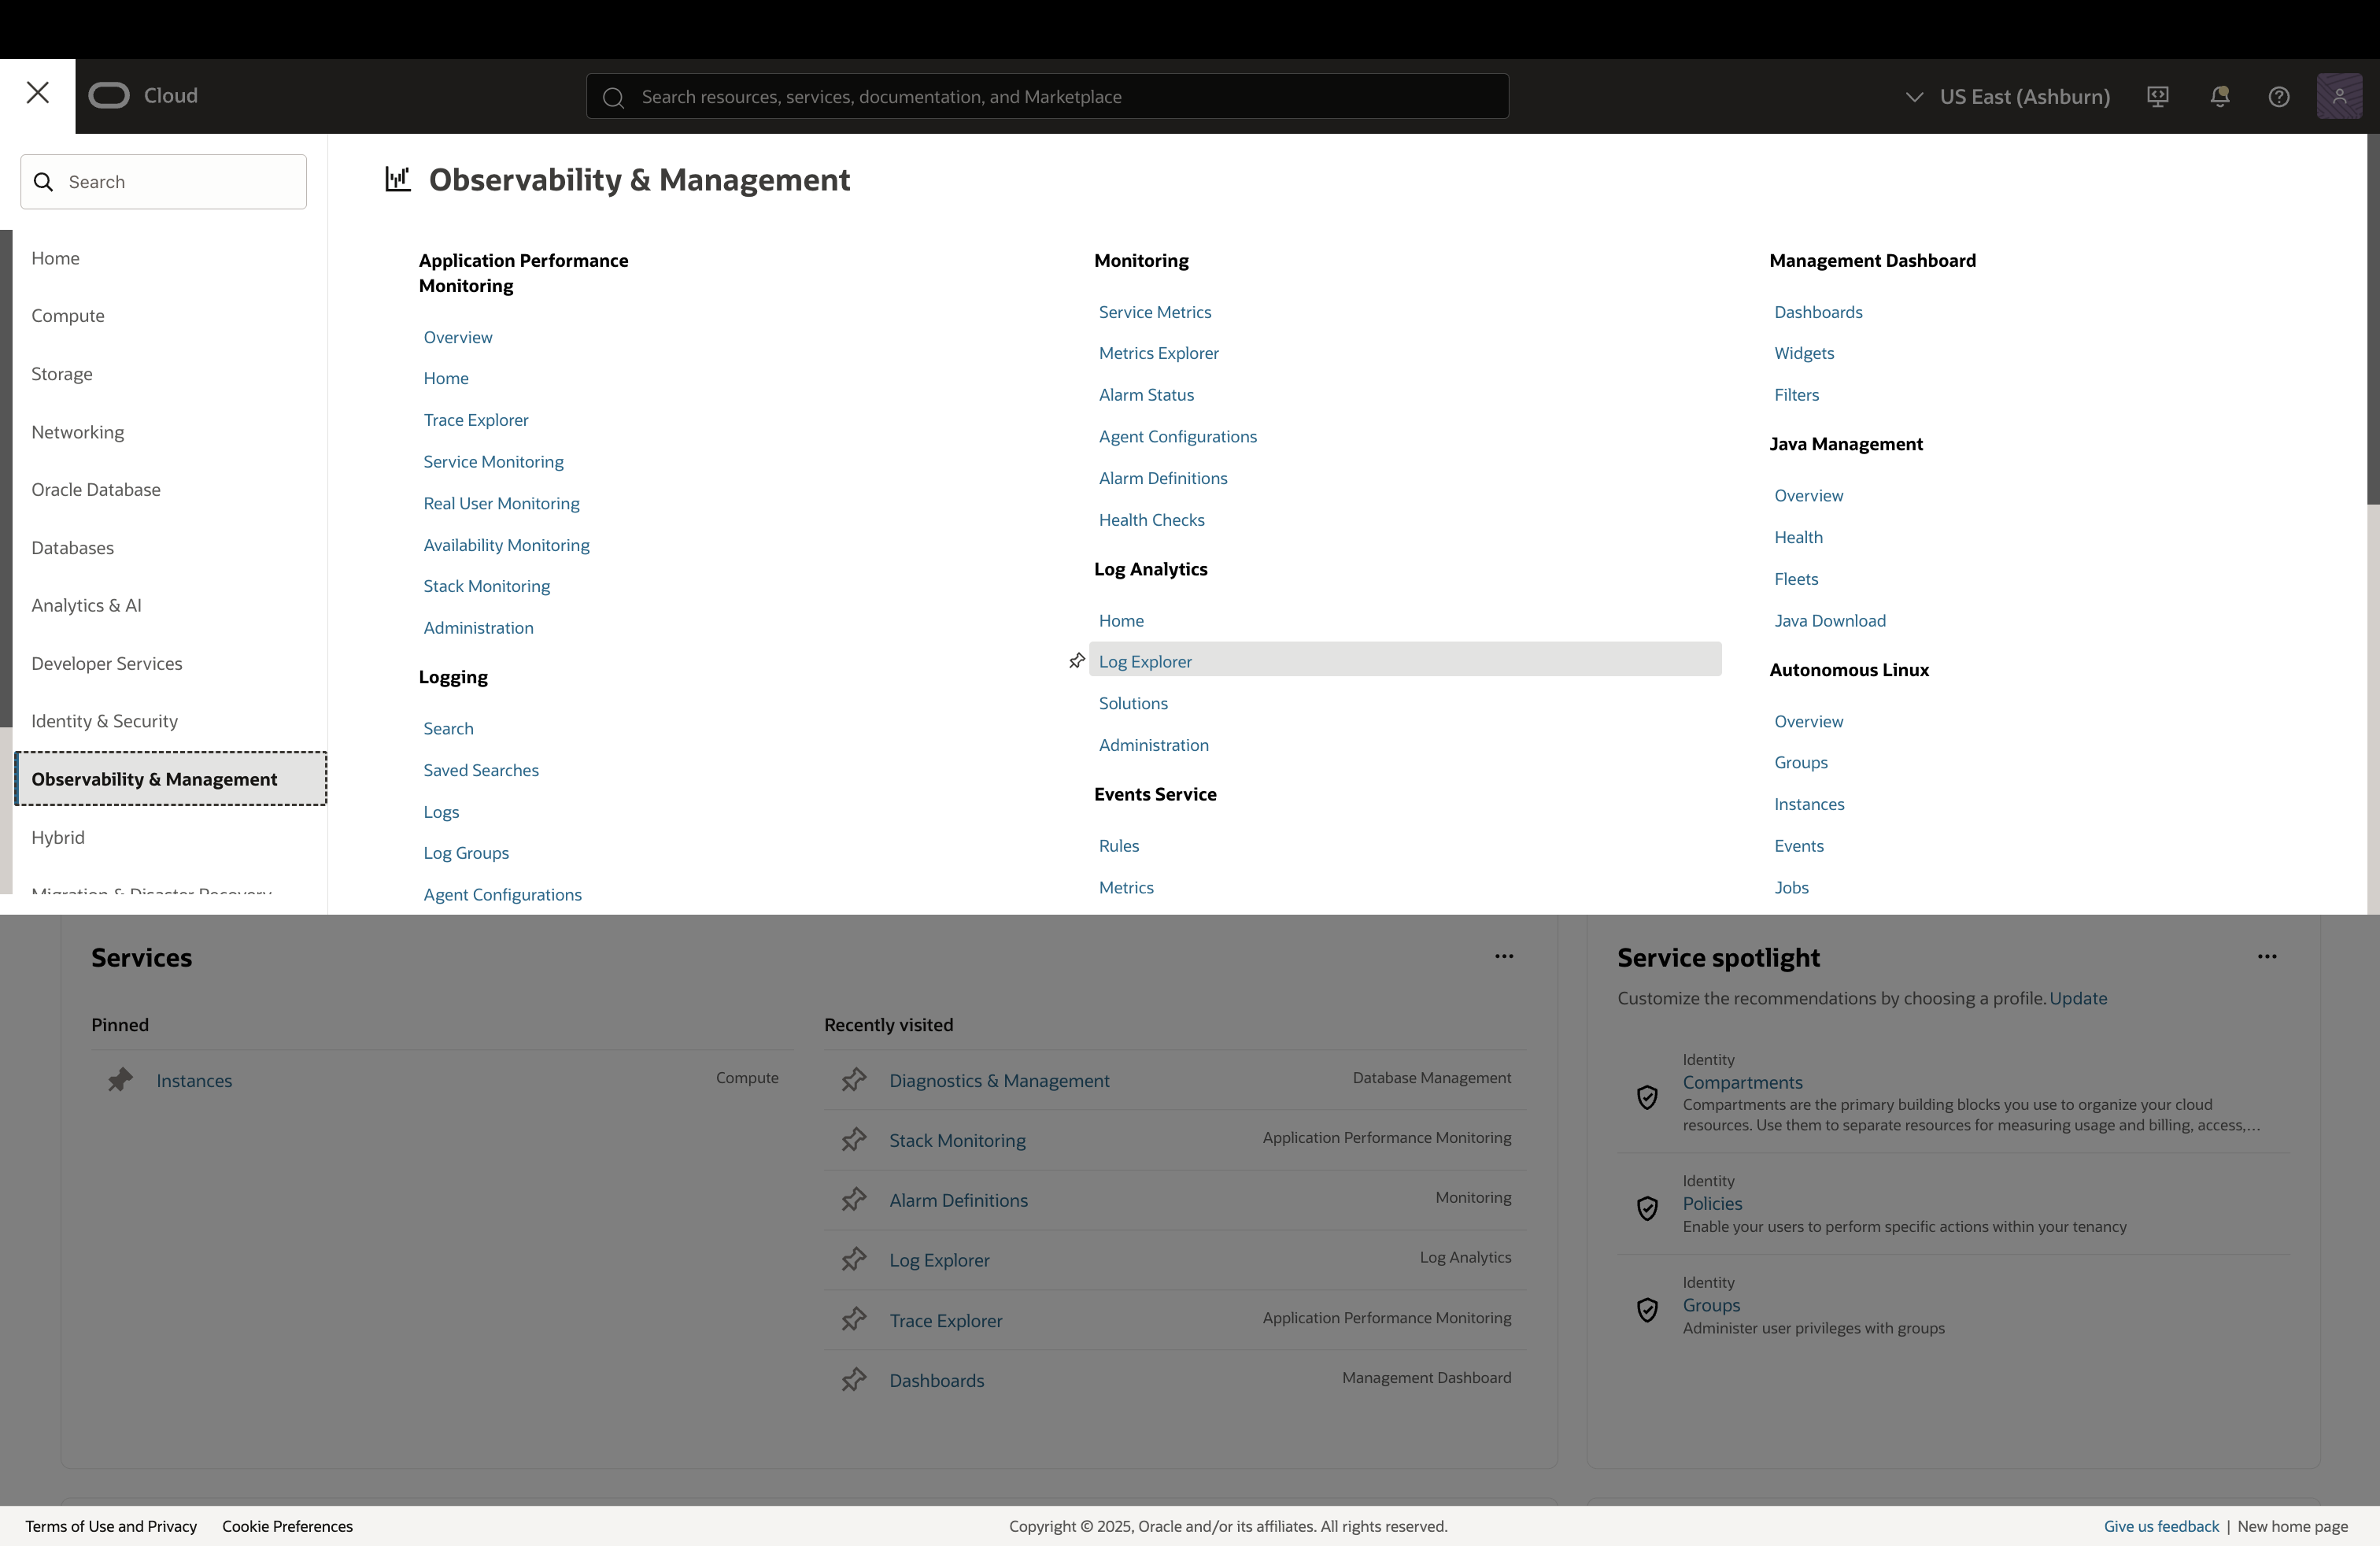 Cloud
Search resources, services, documentation, and Marketplace
US East (Ashburn)
Search
Home
Compute
Storage
Networking
Oracle Database
Databases
Analytics & AI
Developer Services
Identity & Security
Observability & Management
Hybrid
Migration & Disaster Recovery
Observability & Management
Application Performance
Monitoring
Overview
Home
Trace Explorer
Service Monitoring
Real User Monitoring
Availability Monitoring
Stack Monitoring
Administration
Logging
Search
Saved Searches
Logs
Log Groups
Agent Configurations
Monitoring
Service Metrics
Metrics Explorer
Alarm Status
Agent Configurations
Alarm Definitions
Health Checks
Log Analytics
Home
Log Explorer
Solutions
Administration
Events Service
Rules
Metrics
Management Dashboard
Dashboards
Widgets
Filters
Java Management
Overview
Health
Fleets
Java Download
Autonomous Linux
Overview
Groups
Instances
Events
Jobs
Services
Pinned
Instances Compute
Recently visited
Diagnostics & Management Database Management
Stack Monitoring Application Performance Monitoring
Alarm Definitions Monitoring
Log Explorer Log Analytics
Trace Explorer Application Performance Monitoring
Dashboards Management Dashboard
Service spotlight
Customize the recommendations by choosing a profile. Update
Identity
Compartments
Compartments are the primary building blocks you use to organize your cloud
resources. Use them to separate resources for measuring usage and billing, access,...
Identity
Policies
Enable your users to perform specific actions within your tenancy
Identity
Groups
Administer user privileges with groups
Terms of Use and Privacy Cookie Preferences
Copyright © 2025, Oracle and/or its affiliates. All rights reserved.
Give us feedback | New home page